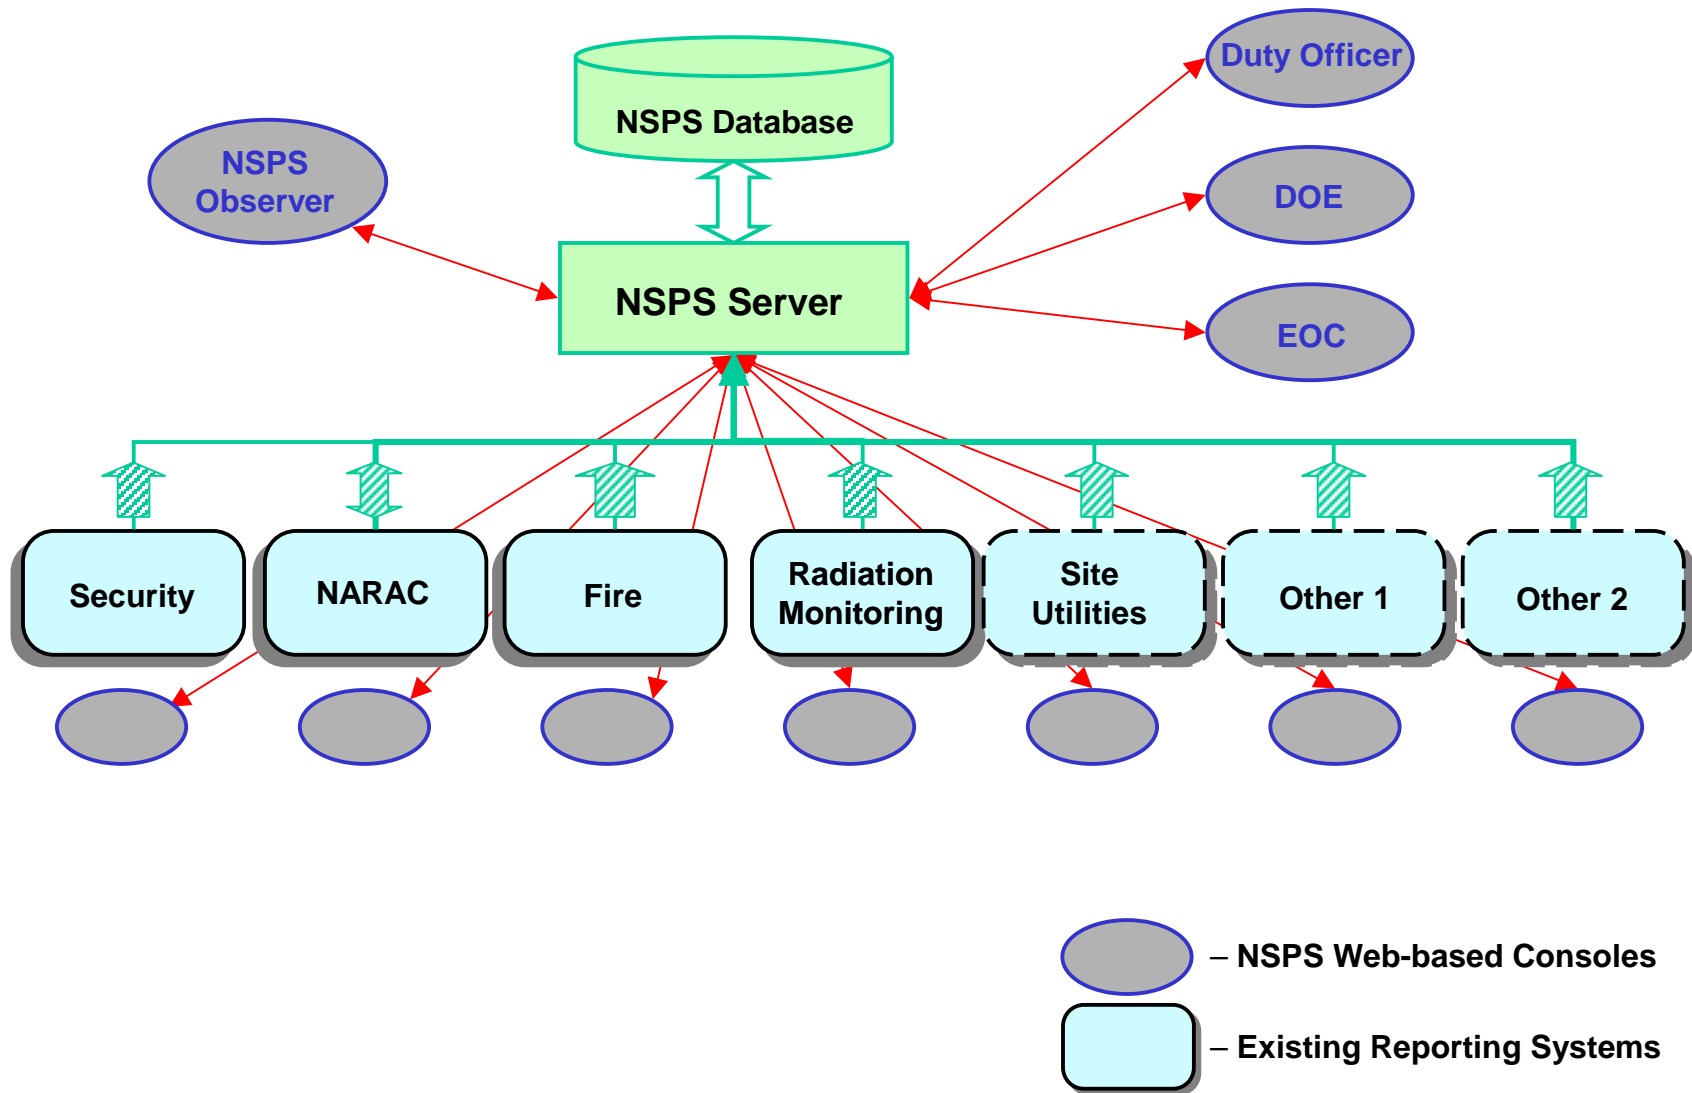 Duty Officer
NSPS Database
NSPS
Observer
DOE
NSPS Server
EOC
Security
NARAC
Fire
Radiation
Monitoring
Site
Utilities
Other 1
Other 2
– NSPS Web-based Consoles
– Existing Reporting Systems